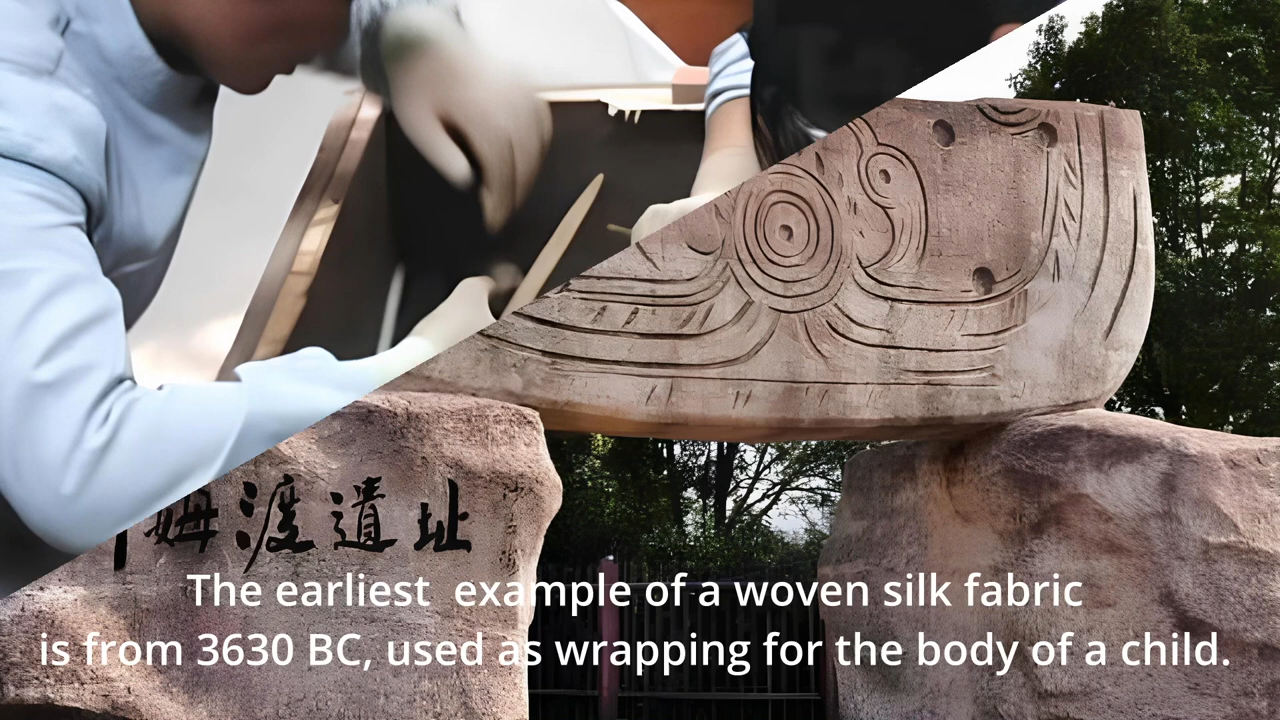 姆渡遺址
The earliest  example of a woven silk fabric
is from 3630 BC, used as wrapping for the body of a child.